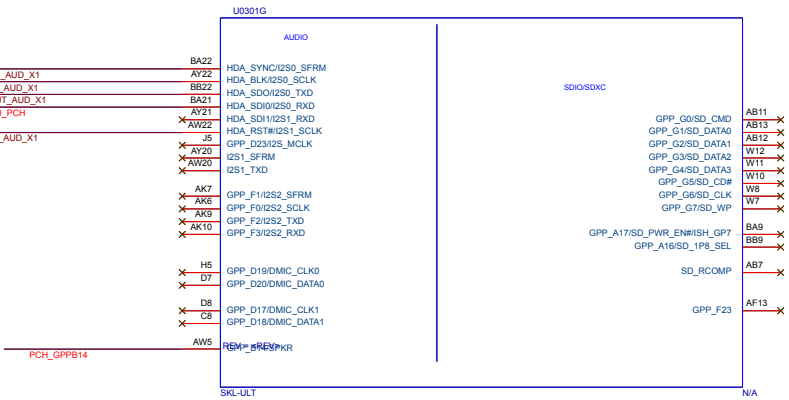 U0301G
AUDIO
SDIO/SDXC
BA22 HDA_SYNC/I2S0_SFRM
_AUD_X1 AY22 HDA_BLK/I2S0_SCLK
_AUD_X1 BB22 HDA_SDO/I2S0_TXD
UT_AUD_X1 BA21 HDA_SDI0/I2S0_RXD
_PCH AY21 HDA_SDI1/I2S1_RXD
AW22 HDA_RST#/I2S1_SCLK
_AUD_X1 J5 GPP_D23/I2S_MCLK
AY20 I2S1_SFRM
AW20 I2S1_TXD
AK7 GPP_F1/I2S2_SFRM
AK6 GPP_F0/I2S2_SCLK
AK9 GPP_F2/I2S2_TXD
AK10 GPP_F3/I2S2_RXD
H5 GPP_D19/DMIC_CLK0
D7 GPP_D20/DMIC_DATA0
D8 GPP_D17/DMIC_CLK1
C8 GPP_D18/DMIC_DATA1
AW5
PCH_GPPB14
GPP_G0/SD_CMD AB11
GPP_G1/SD_DATA0 AB13
GPP_G2/SD_DATA1 AB12
GPP_G3/SD_DATA2 W12
GPP_G4/SD_DATA3 W11
GPP_G5/SD_CD# W10
GPP_G6/SD_CLK W8
GPP_G7/SD_WP W7
GPP_A17/SD_PWR_EN#/ISH_GP7 BA9
GPP_A16/SD_1P8_SEL BB9
SD_RCOMP AB7
GPP_F23 AF13
SKL-ULT
N/A